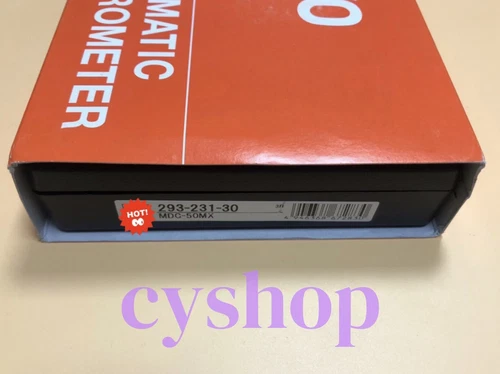 O
MATIC
ROMETER
HOT!
293-231-30
MDC-50MX
cyshop